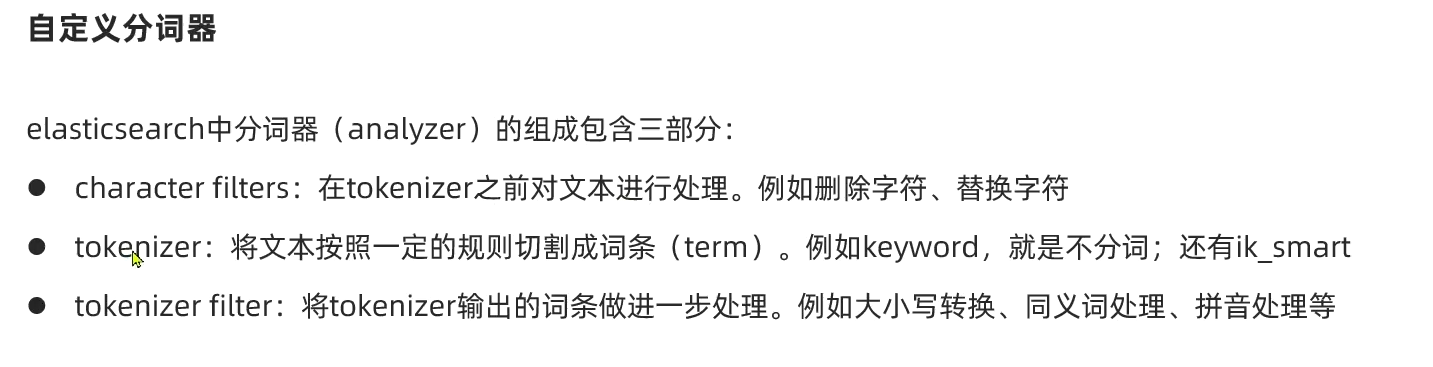 自定义分词器
elasticsearch中分词器（analyzer）的组成包含三部分：
● character filters：在tokenizer之前对文本进行处理。例如删除字符、替换字符
● tokenizer：将文本按照一定的规则切割成词条（term）。例如keyword，就是不分词；还有ik_smart
● tokenizer filter：将tokenizer输出的词条做进一步处理。例如大小写转换、同义词处理、拼音处理等